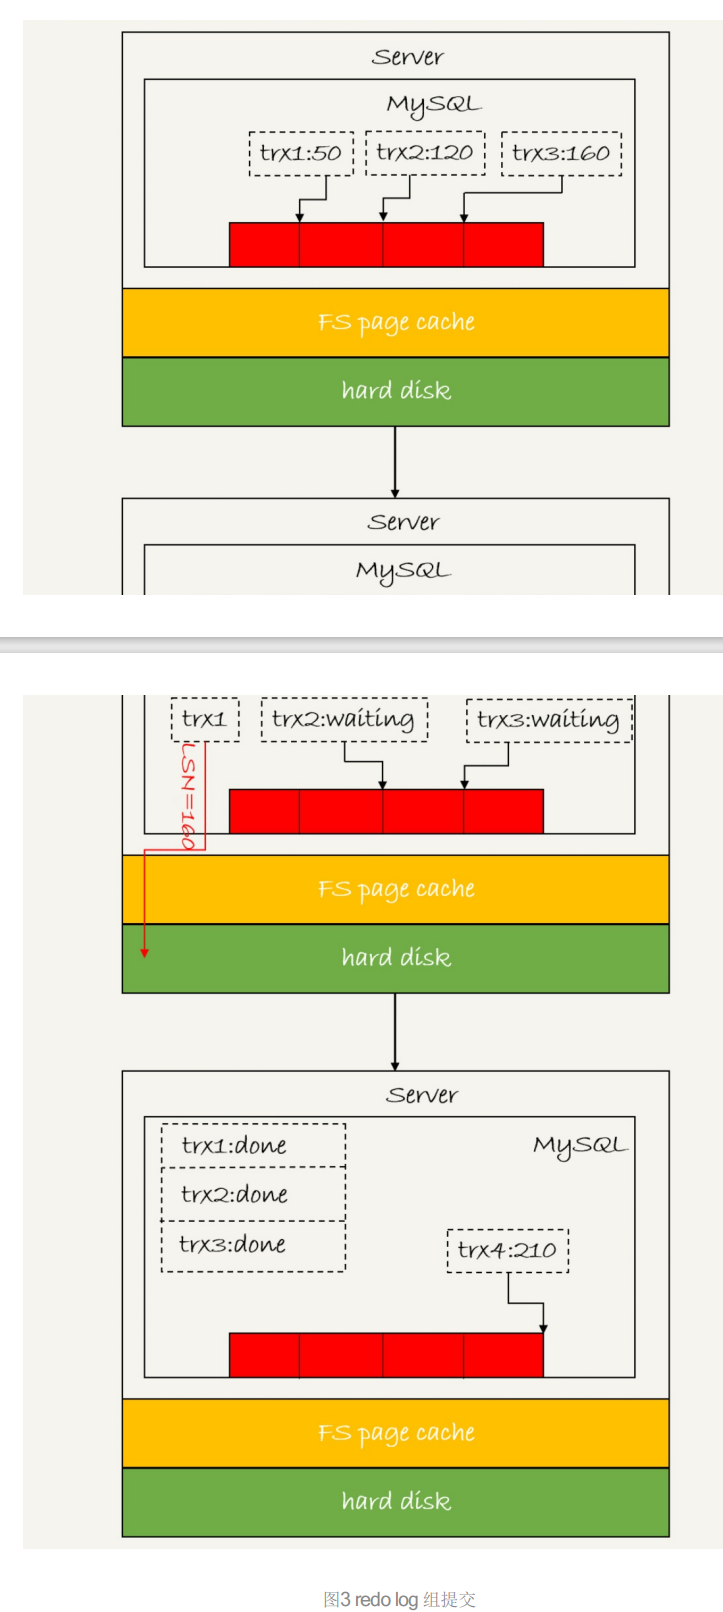 Server
MySQL
trx1:50 trx2:120 trx3:160
FS page cache
hard disk
Server
MySQL
trx1 trx2:waiting trx3:waiting
LSN=160
FS page cache
hard disk
Server
trx1:done MySQL
trx2:done
trx3:done trx4:210
FS page cache
hard disk
图3 redo log 组提交